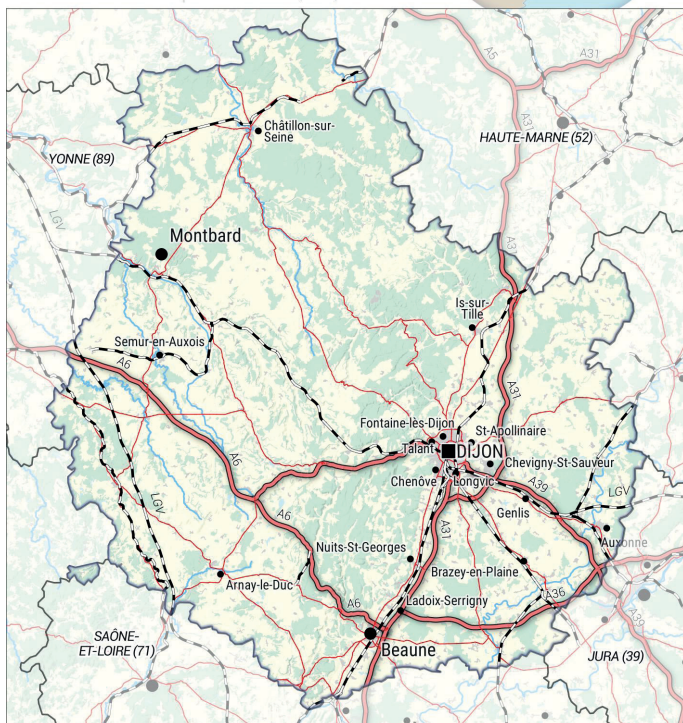 A5
A31
A31
Châtillon-sur-
Seine
HAUTE-MARNE (52)
YONNE (89)
LGV
Montbard
A31
Is-sur-
Tille
Semur-en-Auxois
A6
A31
Fontaine-lès-Dijon
St-Apollinaire
Talant
DIJON
A6
Chenôve
Longvic
Chevigny-St-Sauveur
A39
LGV
LGV
Genlis
A6
A31
Auxonne
Nuits-St-Georges
Brazey-en-Plaine
Arnay-le-Duc
A36
A6
Ladoix-Serrigny
A39
SAÔNE-
ET-LOIRE (71)
Beaune
JURA (39)